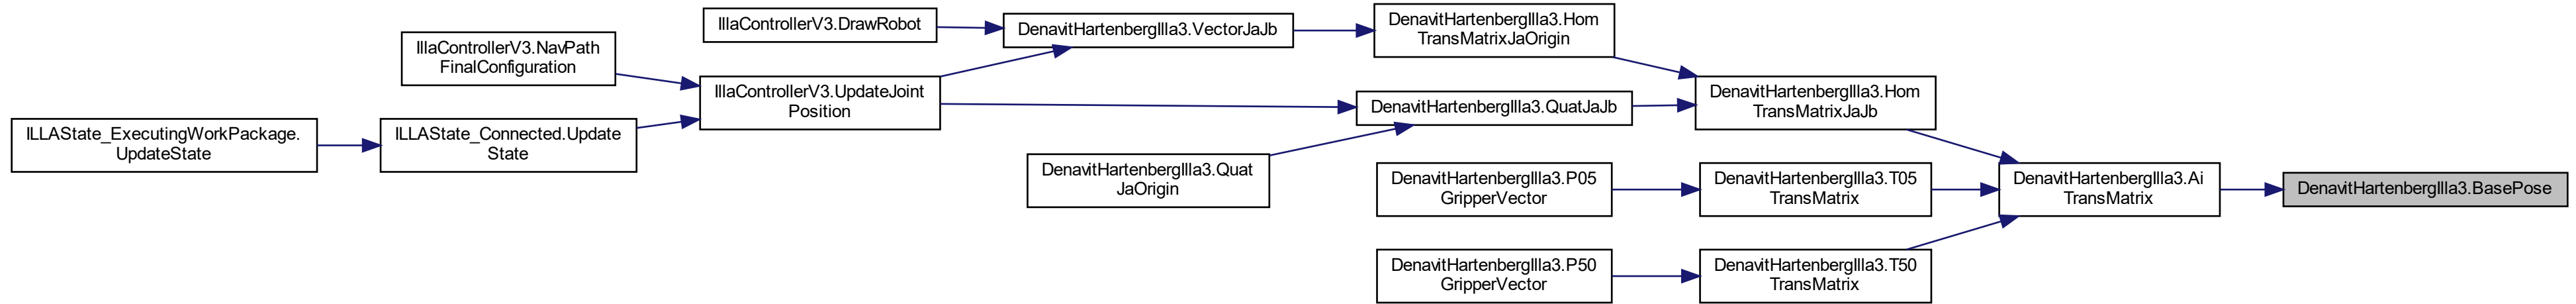 IllaControllerV3.DrawRobot
DenavitHartenbergIlla3.VectorJaJb
DenavitHartenbergIlla3.Hom
TransMatrixJaOrigin
IllaControllerV3.NavPath
FinalConfiguration
IllaControllerV3.UpdateJoint
Position
DenavitHartenbergIlla3.QuatJaJb
DenavitHartenbergIlla3.Hom
TransMatrixJaJb
ILLAState_ExecutingWorkPackage.
UpdateState
ILLAState_Connected.Update
State
DenavitHartenbergIlla3.Quat
JaOrigin
DenavitHartenbergIlla3.P05
GripperVector
DenavitHartenbergIlla3.T05
TransMatrix
DenavitHartenbergIlla3.Ai
TransMatrix
DenavitHartenbergIlla3.BasePose
DenavitHartenbergIlla3.P50
GripperVector
DenavitHartenbergIlla3.T50
TransMatrix